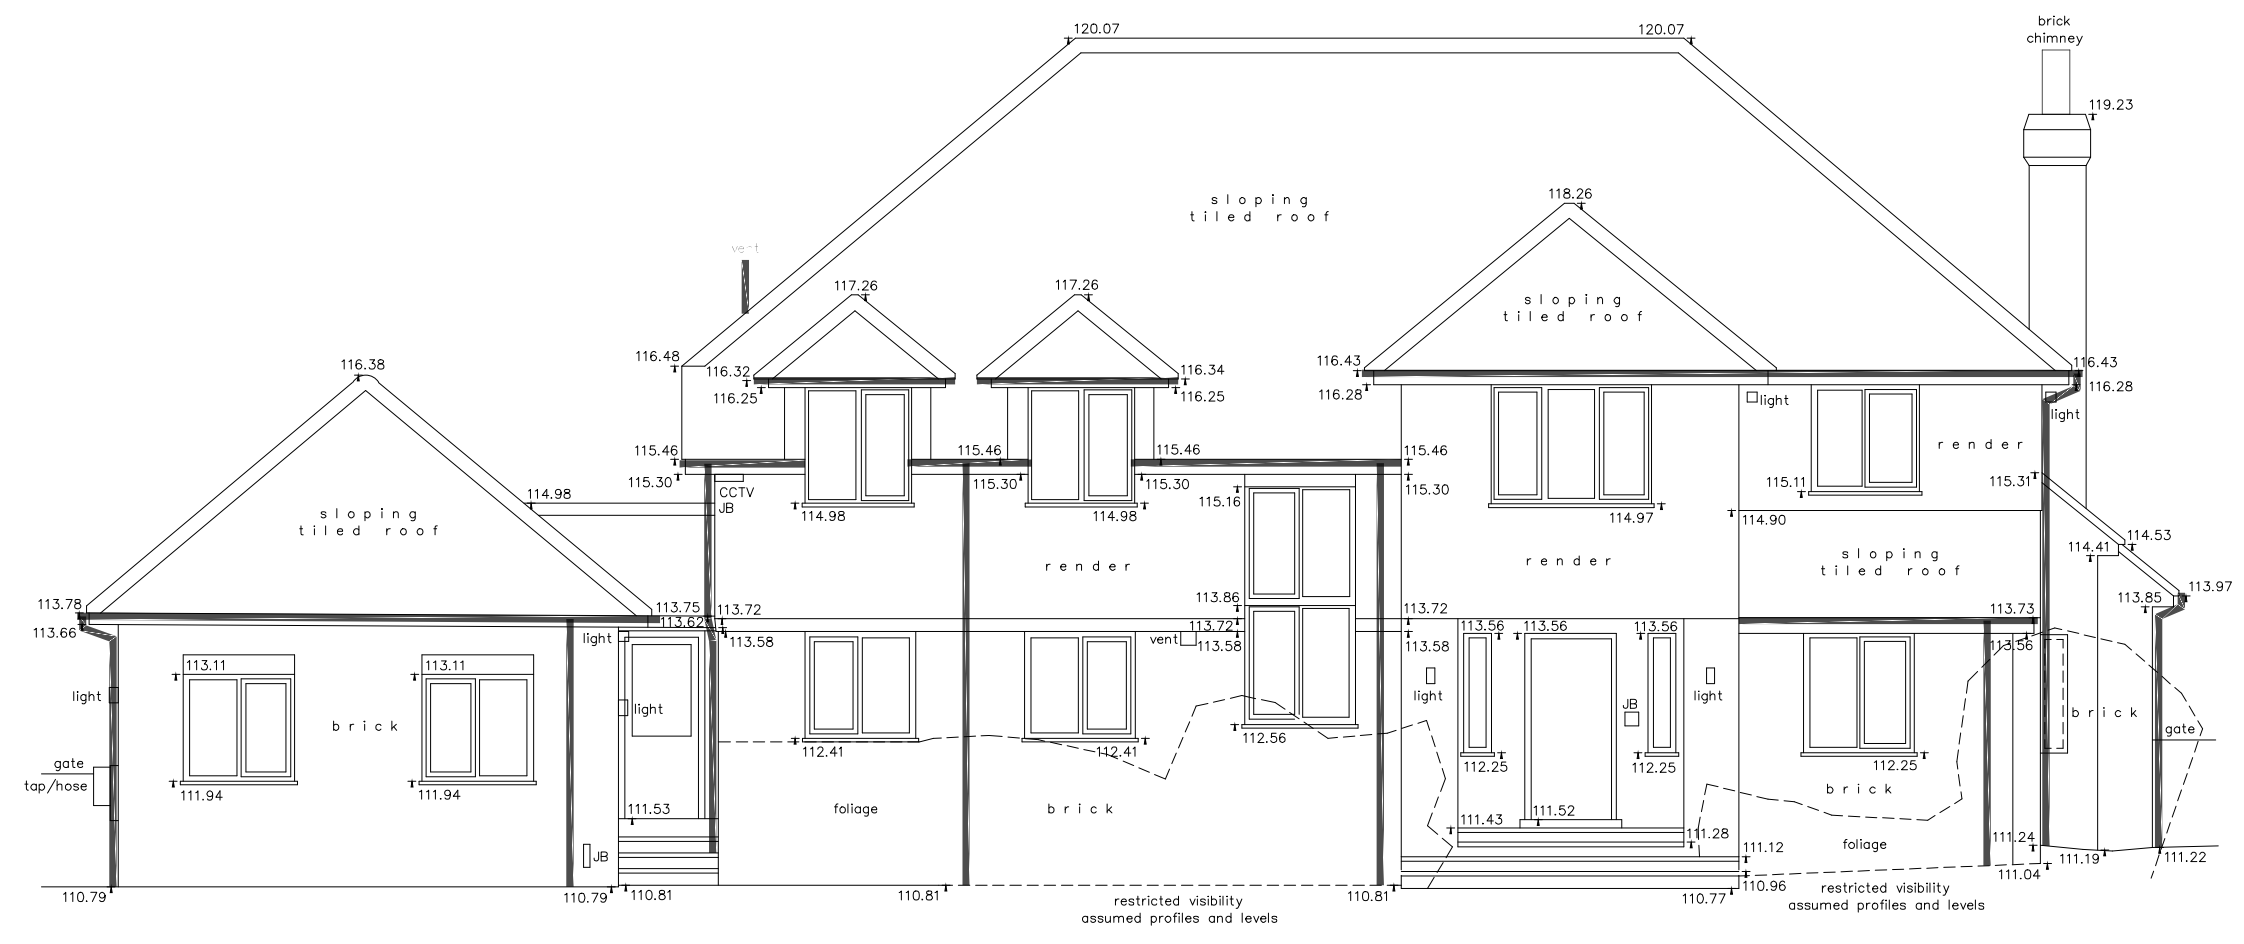 brick
chimney
120.07
120.07
119.23
sloping
tiled roof
118.26
vent
117.26
117.26
sloping
tiled roof
116.48
116.32
116.34
116.43
116.43
116.38
116.25
116.25
116.28
116.28
light
light
render
115.46
115.46
115.46
115.46
115.30
115.30
115.30
115.30
115.31
115.11
115.16
CCTV
JB
114.98
114.98
114.98
114.97
114.90
sloping
tiled roof
render
render
sloping
tiled roof
114.53
114.41
113.97
113.85
113.86
113.78
113.75
113.72
113.72
113.73
113.66
113.62
113.72
113.56
113.56
113.56
light
113.58
vent
113.58
113.58
113.56
113.11
113.11
light
light
light
light
JB
brick
brick
gate
112.41
112.41
112.56
112.25
112.25
112.25
gate
tap/hose
111.94
111.94
brick
111.53
foliage
brick
111.52
111.43
111.28
111.24
foliage
111.12
JB
111.19
111.22
110.96
111.04
110.79
110.79
110.81
110.81
110.81
110.77
restricted visibility
assumed profiles and levels
restricted visibility
assumed profiles and levels